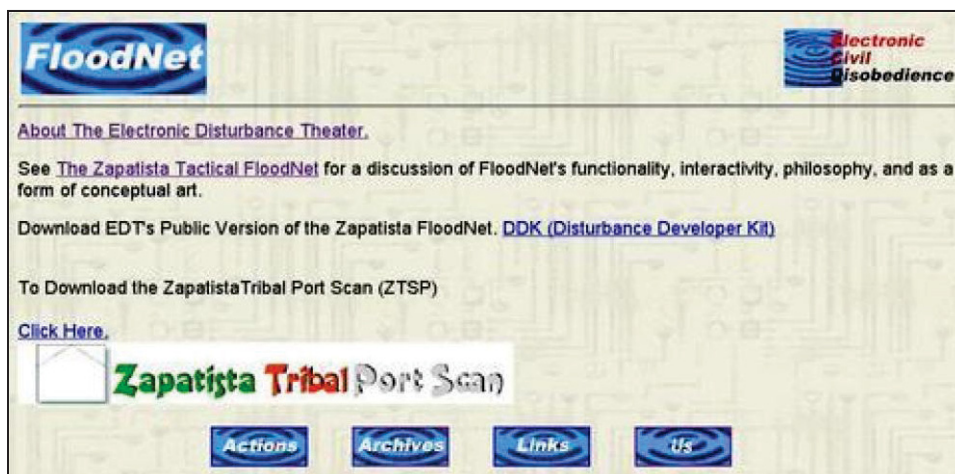 FloodNet
Electronic
Civil
Disobedience
About The Electronic Disturbance Theater.
See The Zapatista Tactical FloodNet for a discussion of FloodNet's functionality, interactivity, philosophy, and as a
form of conceptual art.
Download EDT's Public Version of the Zapatista FloodNet. DDK (Disturbance Developer Kit)
To Download the ZapatistaTribal Port Scan (ZTSP)
Click Here.
Zapatista Tribal Port Scan
Actions Archives Links Us